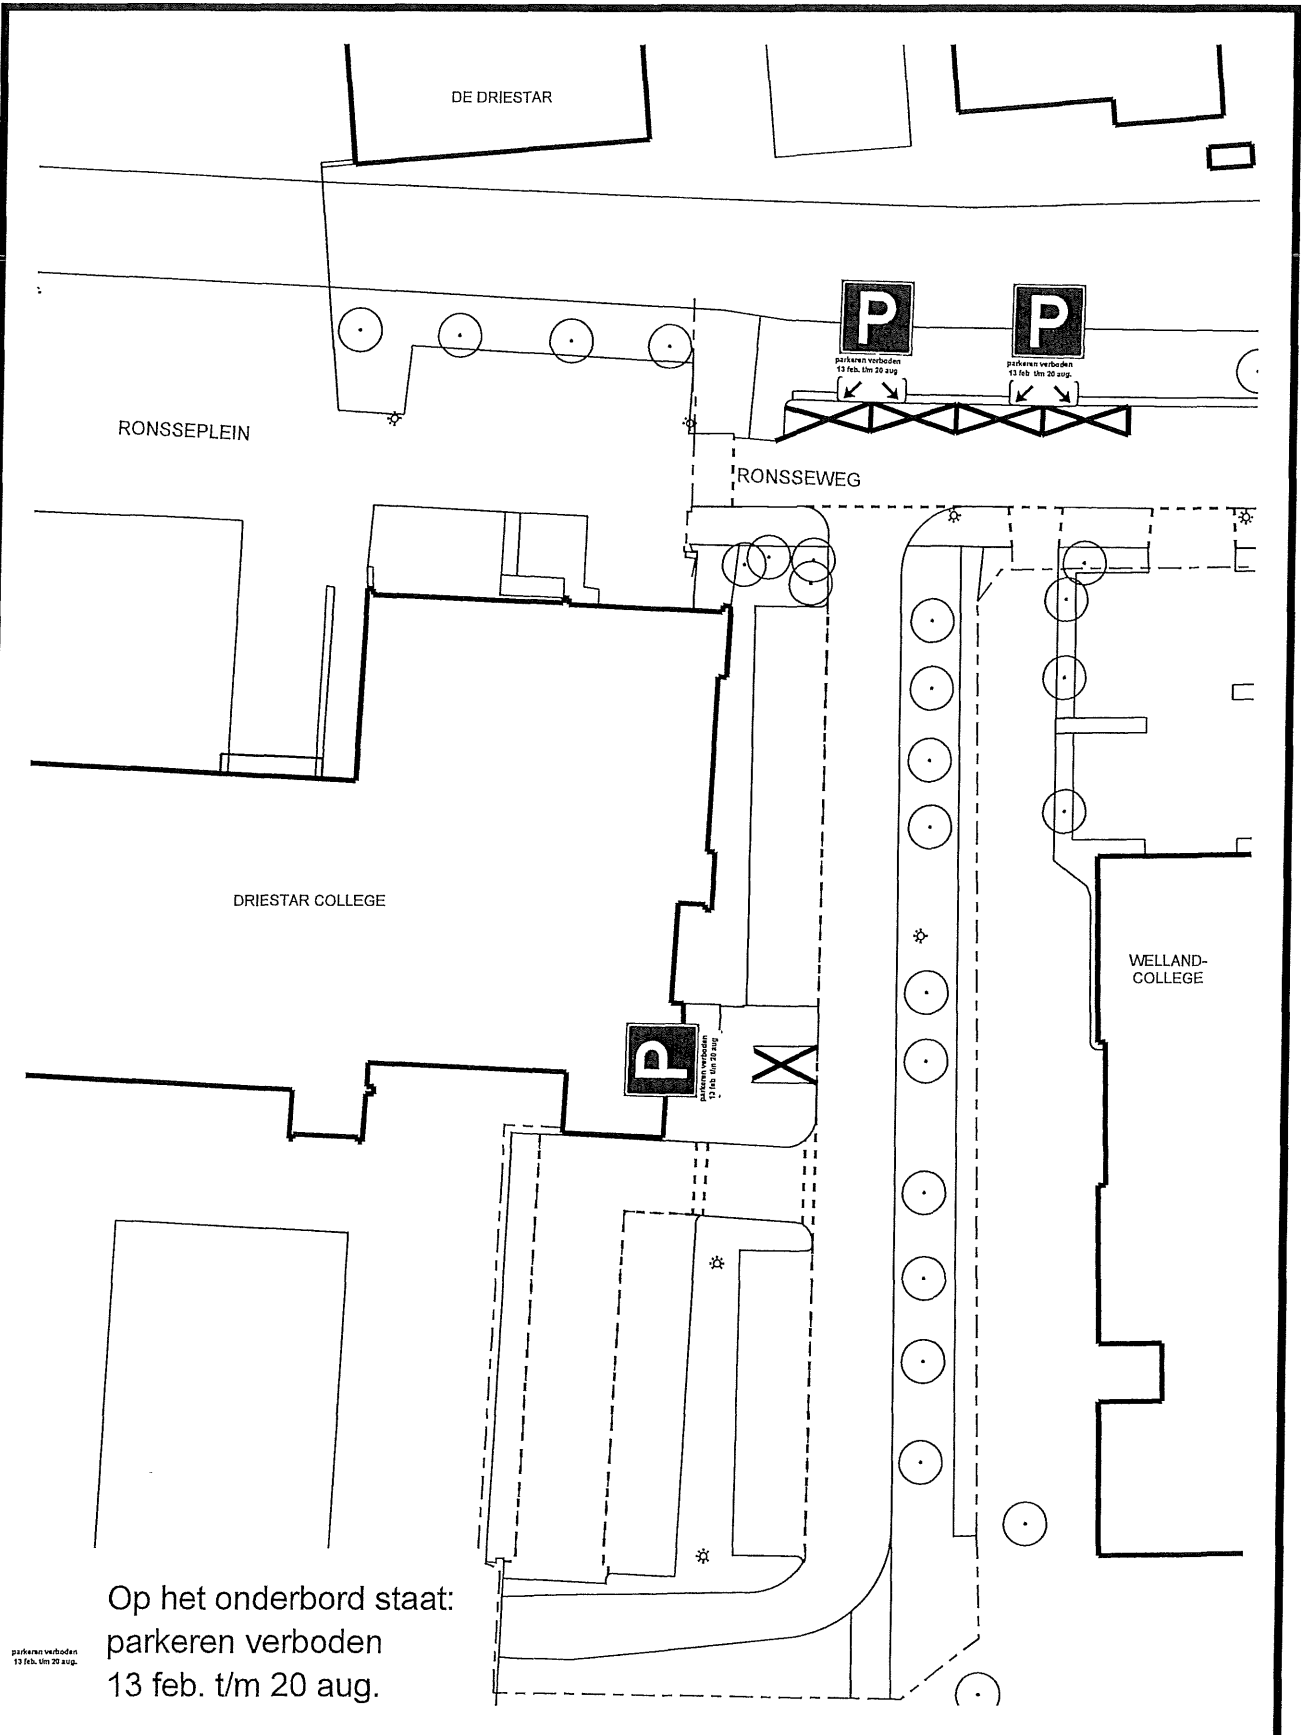 DE DRIESTAR
P
P
parkeren verboden
13 feb. t/m 20 aug
parkeren verboden
13 feb t/m 20 aug.
RONSSEPLEIN
RONSSEWEG
DRIESTAR COLLEGE
WELLAND-
COLLEGE
P
parkeren verboden
13 feb t/m 20 aug
Op het onderbord staat:
parkeren verboden
13 feb. t/m 20 aug.
parkeren verboden
13 feb. t/m 20 aug.